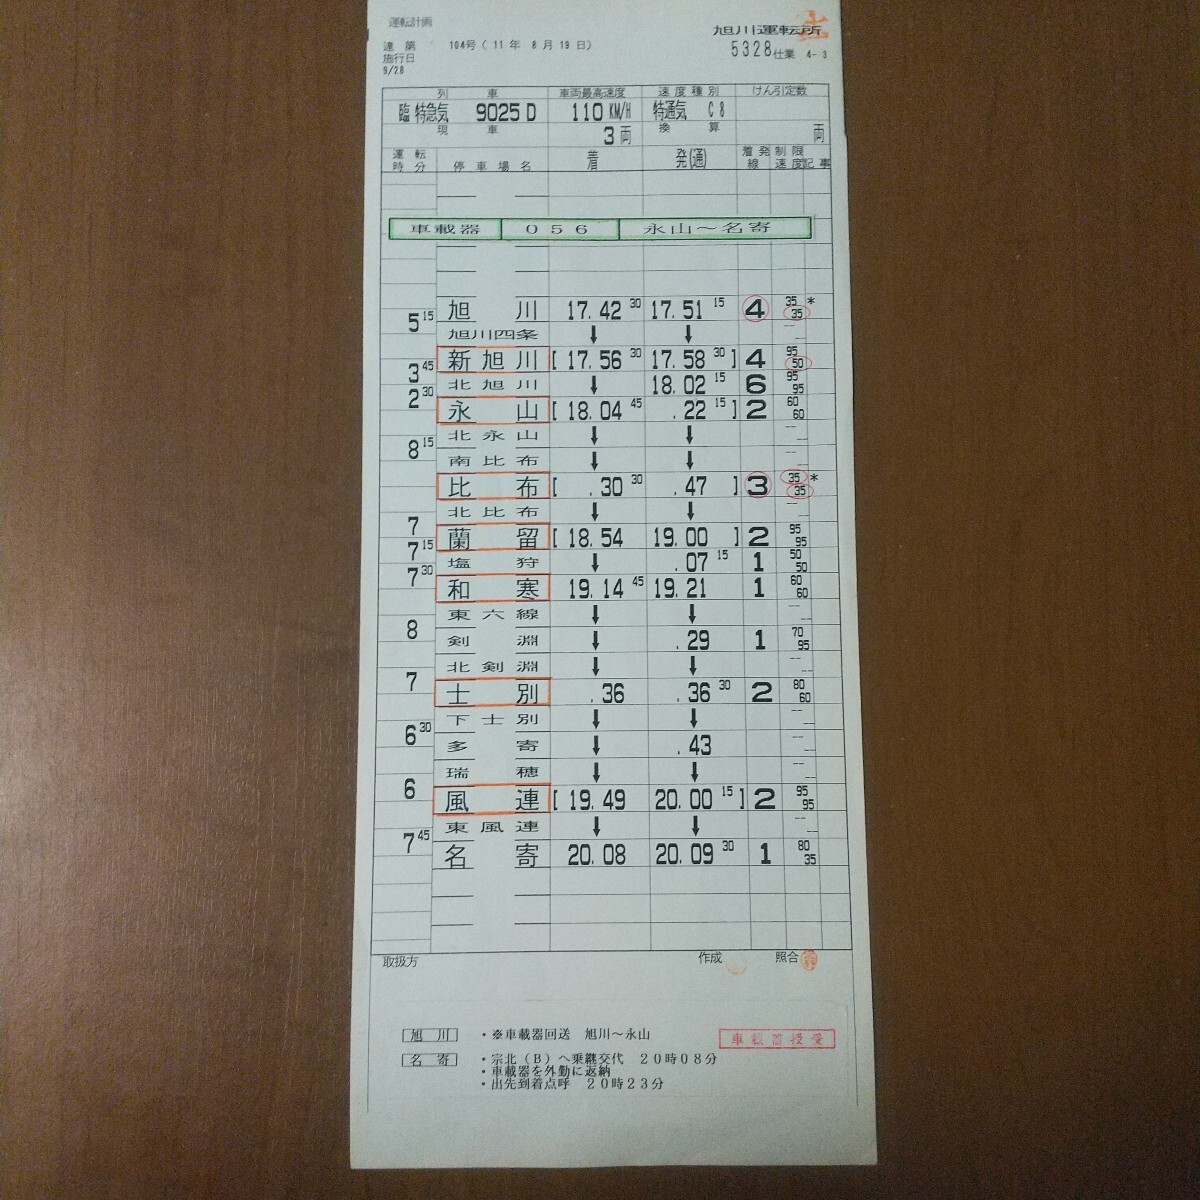 運転計画
旭川運転所
達 第 104号 ( 11 年 8 月 19 日)
5328仕業 4-3
施行日
9/28
列 車 車両最高速度 速度種別 けん引定数
臨 特急気 9025 D 110 KM/H 特通気 C 8
現 車 3 両 換 算 両
運転時分 停車場名 着 発(通) 着発線 制限速度 記事
車載器 056 永山～名寄
旭川 17.42 30 17.51 15 4 35 35 *
5 15
旭川四条 ↓ ↓ -- --
新旭川 [ 17.56 30 17.58 30 ] 4 95 50
3 45
北旭川 ↓ 18.02 15 6 95 95
2 30
永山 [ 18.04 45 .22 15 ] 2 60 60
北永山 ↓ ↓ -- --
8 15
南比布 ↓ ↓ -- --
比布 [ .30 30 .47 ] 3 35 35 *
北比布 ↓ ↓ -- --
7
蘭留 [ 18.54 19.00 ] 2 95 95
7 15
塩狩 ↓ .07 15 1 50 50
7 30
和寒 19.14 45 19.21 1 60 60
東六線 ↓ ↓ -- --
8
剣淵 ↓ .29 1 70 95
北剣淵 ↓ ↓ -- --
7
士別 .36 .36 30 2 80 60
下士別 ↓ ↓ -- --
6 30
多寄 ↓ .43 -- --
瑞穂 ↓ ↓ -- --
6
風連 [ 19.49 20.00 15 ] 2 95 95
東風連 ↓ ↓ -- --
7 45
名寄 20.08 20.09 30 1 80 35
取扱方 作成 照合
旭川 ・※車載器回送 旭川～永山
車載器授受
名寄 ・宗北（B）へ乗継交代 20時08分
・車載器を外勤に返納
・出先到着点呼 20時23分